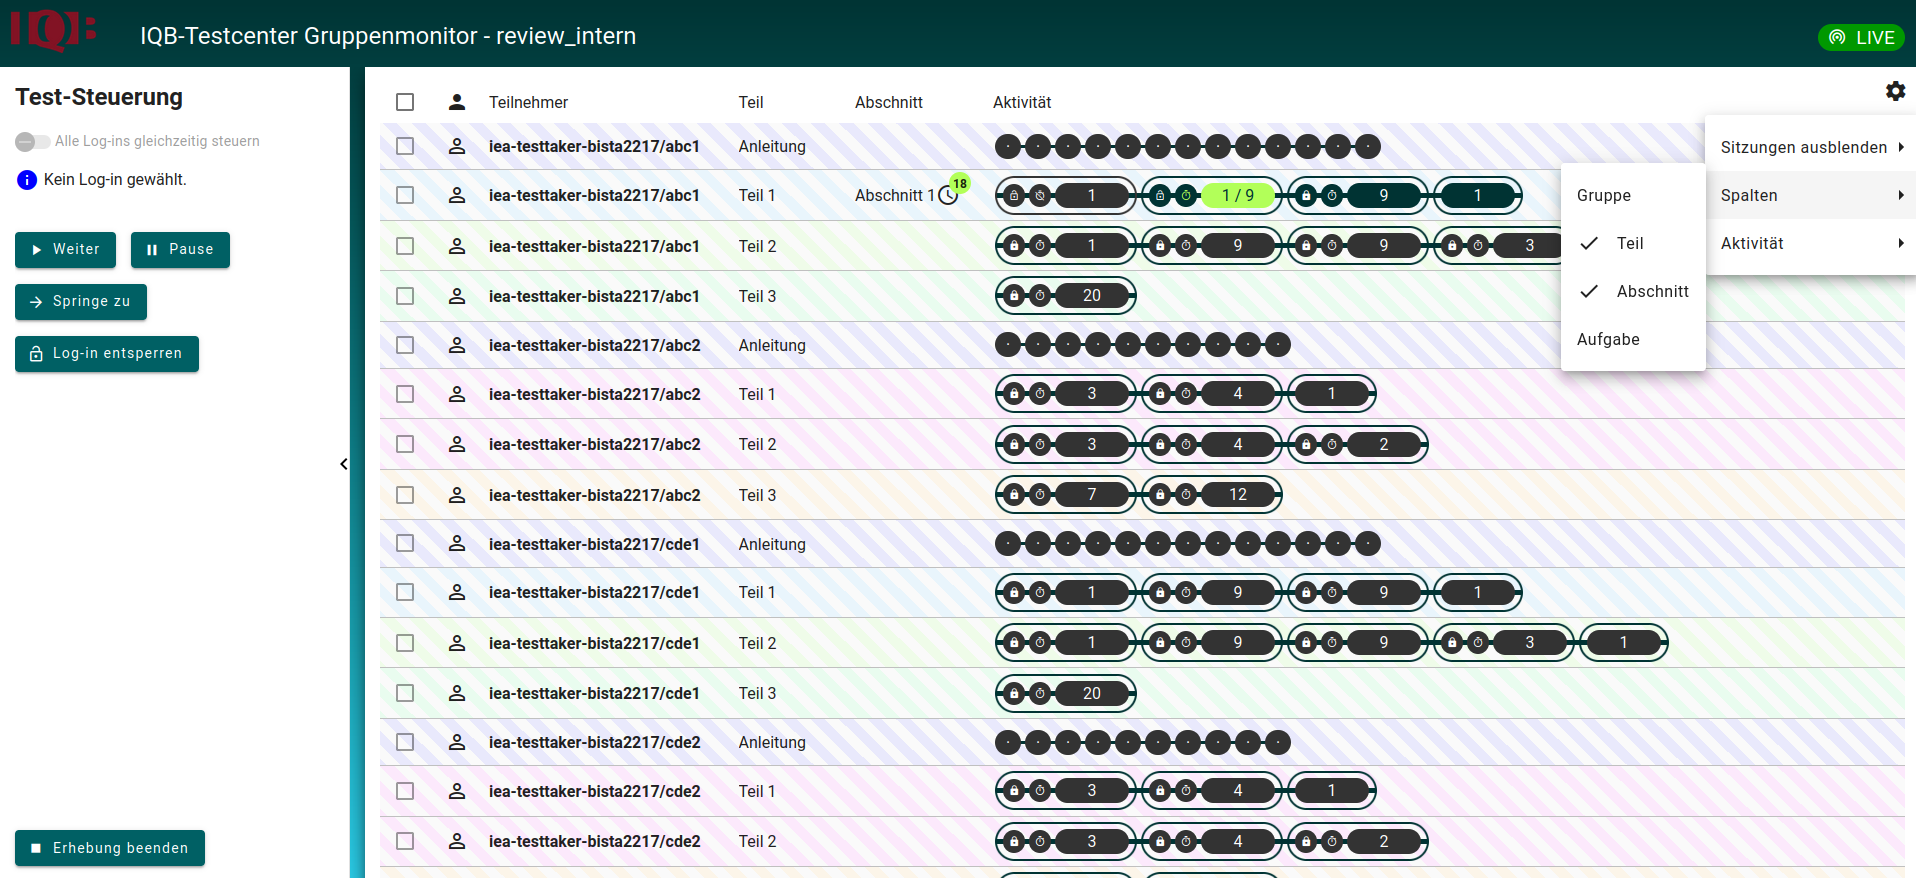 IQB
IQB-Testcenter Gruppenmonitor - review_intern
LIVE
Test-Steuerung
Alle Log-ins gleichzeitig steuern
Kein Log-in gewählt.
Weiter
Pause
Springe zu
Log-in entsperren
Erhebung beenden
Teilnehmer Teil Abschnitt Aktivität
iea-testtaker-bista2217/abc1 Anleitung
iea-testtaker-bista2217/abc1 Teil 1 Abschnitt 1 18 1 1 / 9 9 1
iea-testtaker-bista2217/abc1 Teil 2 1 9 9 3
iea-testtaker-bista2217/abc1 Teil 3 20
iea-testtaker-bista2217/abc2 Anleitung
iea-testtaker-bista2217/abc2 Teil 1 3 4 1
iea-testtaker-bista2217/abc2 Teil 2 3 4 2
iea-testtaker-bista2217/abc2 Teil 3 7 12
iea-testtaker-bista2217/cde1 Anleitung
iea-testtaker-bista2217/cde1 Teil 1 1 9 9 1
iea-testtaker-bista2217/cde1 Teil 2 1 9 9 3 1
iea-testtaker-bista2217/cde1 Teil 3 20
iea-testtaker-bista2217/cde2 Anleitung
iea-testtaker-bista2217/cde2 Teil 1 3 4 1
iea-testtaker-bista2217/cde2 Teil 2 3 4 2
Sitzungen ausblenden
Spalten
Aktivität
Gruppe
Teil
Abschnitt
Aufgabe